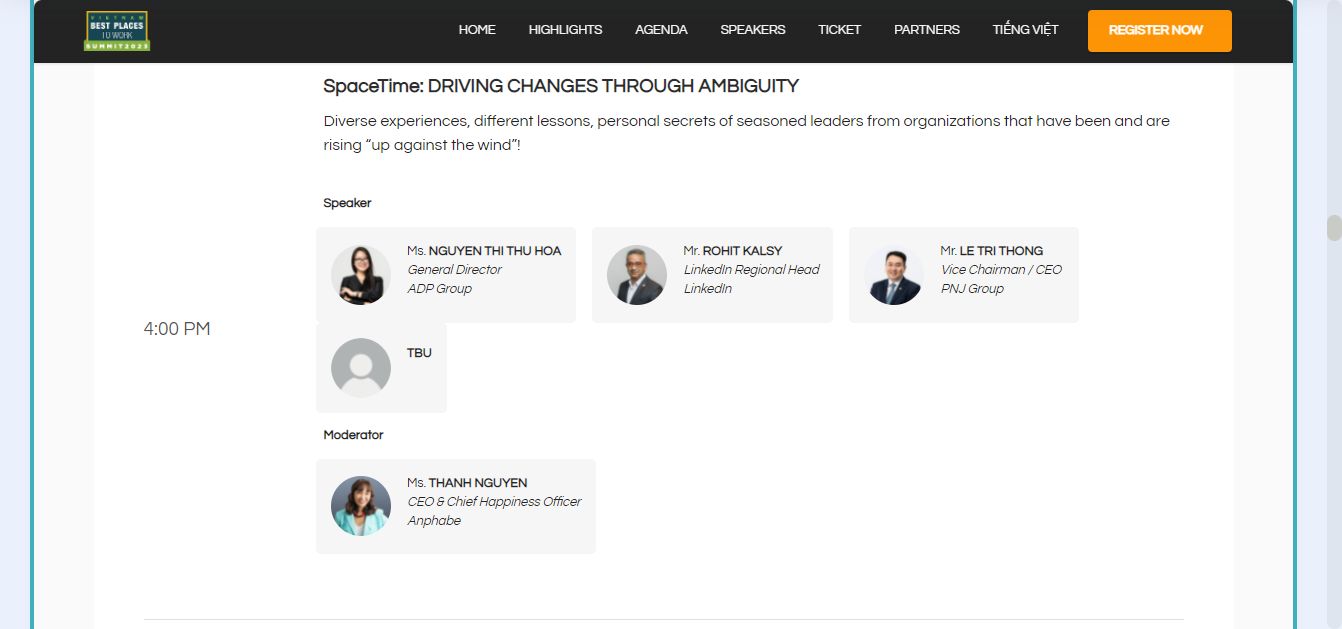 VIETNAM
BEST PLACES
TO WORK
SUMMIT2023
HOME HIGHLIGHTS AGENDA SPEAKERS TICKET PARTNERS TIẾNG VIỆT REGISTER NOW
SpaceTime: DRIVING CHANGES THROUGH AMBIGUITY
Diverse experiences, different lessons, personal secrets of seasoned leaders from organizations that have been and are
rising “up against the wind”!
Speaker
Ms. NGUYEN THI THU HOA
General Director
ADP Group
Mr. ROHIT KALSY
LinkedIn Regional Head
LinkedIn
Mr. LE TRI THONG
Vice Chairman / CEO
PNJ Group
4:00 PM
TBU
Moderator
Ms. THANH NGUYEN
CEO & Chief Happiness Officer
Anphabe